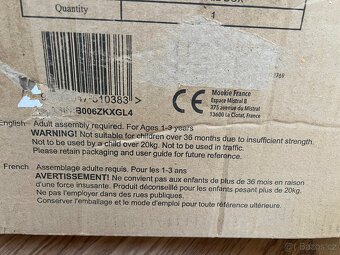 Quantity
1
B006ZKXGL4
Mookie France
Espace Mistral B
375 avenue du Mistral
13600 La Ciotat, France
CE
English
Adult assembly required. For Ages 1-3 years
WARNING! Not suitable for children over 36 months due to insufficient strength.
Not to be used by a child over 20kg. Not to be used in traffic.
Please retain packaging and user guide for future reference.
French
Assemblage adulte requis. Pour les 1-3 ans
AVERTISSEMENT! Ne convient pas aux enfants de plus de 36 mois en raison
d'une force insusante. Produit déconseillé pour les enfants pesant plus de 20kg.
Ne convient pas à une utilisation dans des rues publiques.
Conserver l'emballage et le mode d'emploi pour toute référence ultérieure.